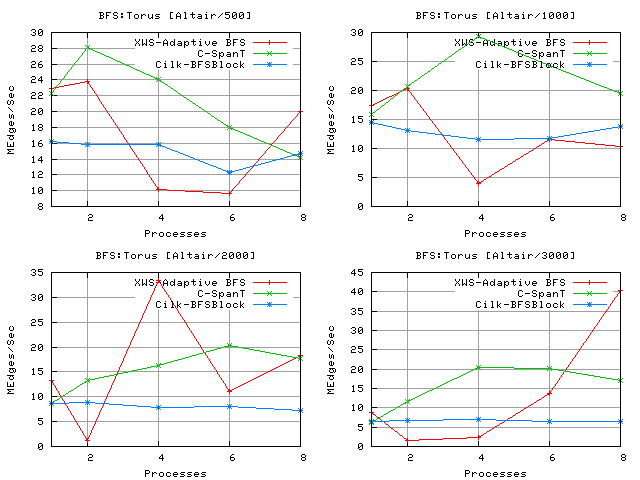 BFS:Torus [Altair/500]
30
28
26
24
22
20
18
16
14
12
10
8
MEdges/Sec
XWS-Adaptive BFS
C-SpanT
Cilk-BFSBlock
2 4 6 8
Processes
BFS:Torus [Altair/1000]
30
25
20
15
10
5
0
MEdges/Sec
XWS-Adaptive BFS
C-SpanT
Cilk-BFSBlock
2 4 6 8
Processes
BFS:Torus [Altair/2000]
35
30
25
20
15
10
5
0
MEdges/Sec
XWS-Adaptive BFS
C-SpanT
Cilk-BFSBlock
2 4 6 8
Processes
BFS:Torus [Altair/3000]
45
40
35
30
25
20
15
10
5
0
MEdges/Sec
XWS-Adaptive BFS
C-SpanT
Cilk-BFSBlock
2 4 6 8
Processes